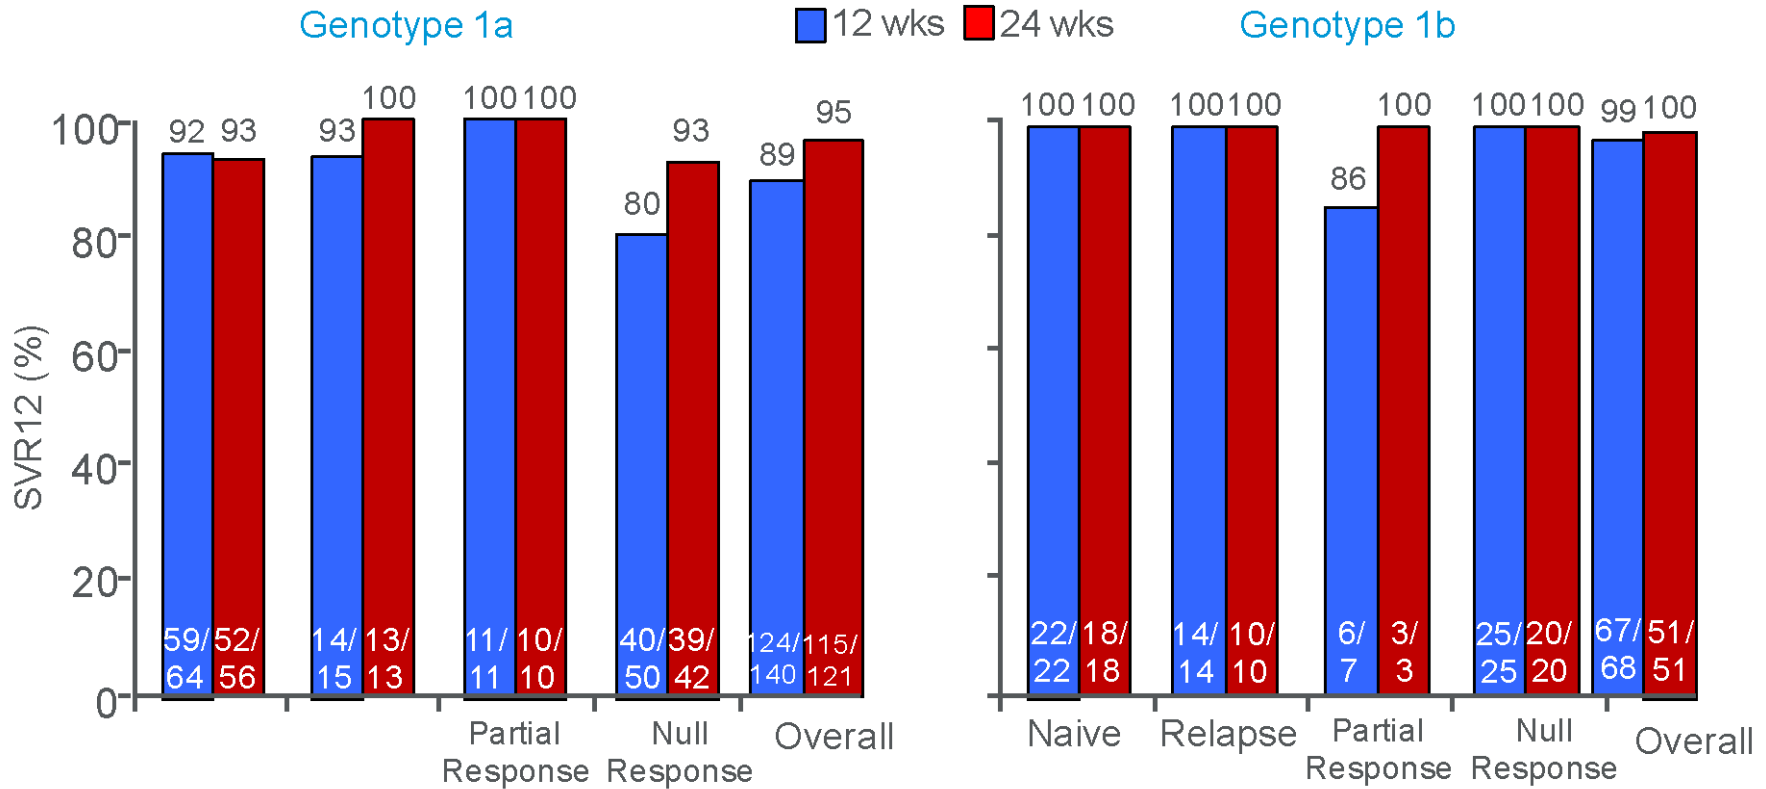 Genotype 1a
12 wks 24 wks
Genotype 1b
SVR12 (%)
100
80
60
40
20
0
92 93 93 100 100 100 80 93 89 95
59/ 52/ 14/ 13/ 11/ 10/ 40/ 39/ 124/ 115/
64 56 15 13 11 10 50 42 140 121
Partial Null Overall
Response Response
100 100 100 100 86 100 100 100 99 100
22/ 18/ 14/ 10/ 6/ 3/ 25/ 20/ 67/ 51/
22 18 14 10 7 3 25 20 68 51
Naive Relapse Partial Null Overall
Response Response